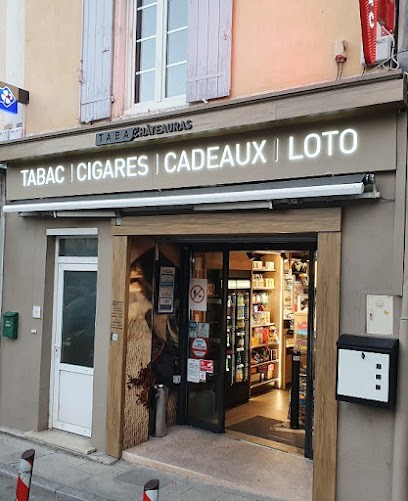 TABAC CHÂTEAURAS
TABAC | CIGARES | CADEAUX | LOTO